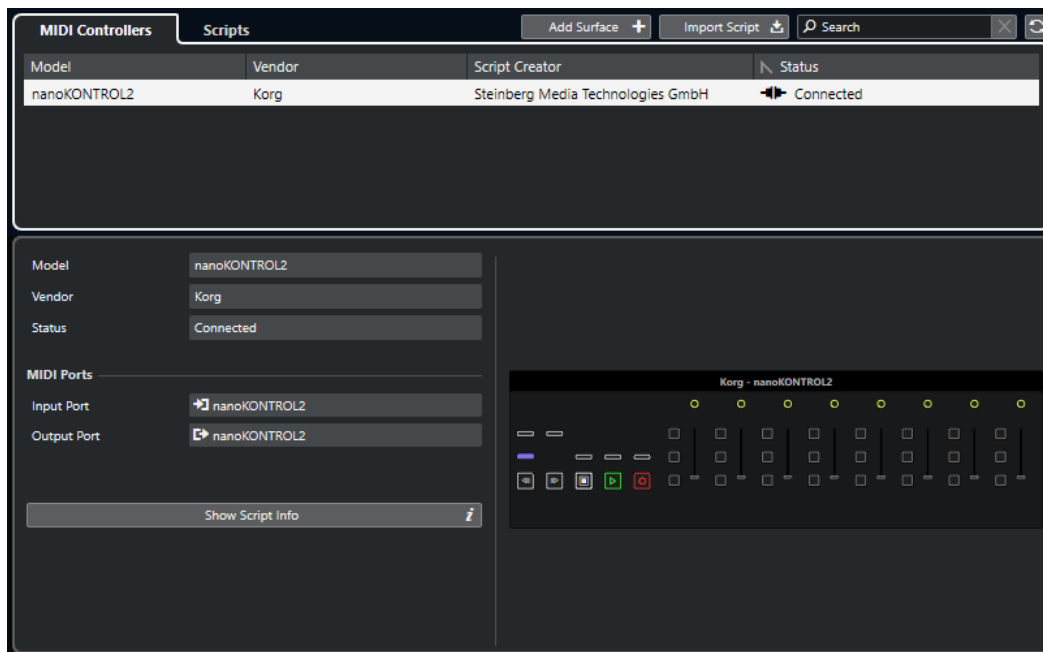 MIDI Controllers Scripts Add Surface Import Script Search
Model Vendor Script Creator Status
nanoKONTROL2 Korg Steinberg Media Technologies GmbH Connected
Model nanoKONTROL2
Vendor Korg
Status Connected
MIDI Ports
Input Port nanoKONTROL2
Output Port nanoKONTROL2
Show Script Info i
Korg - nanoKONTROL2